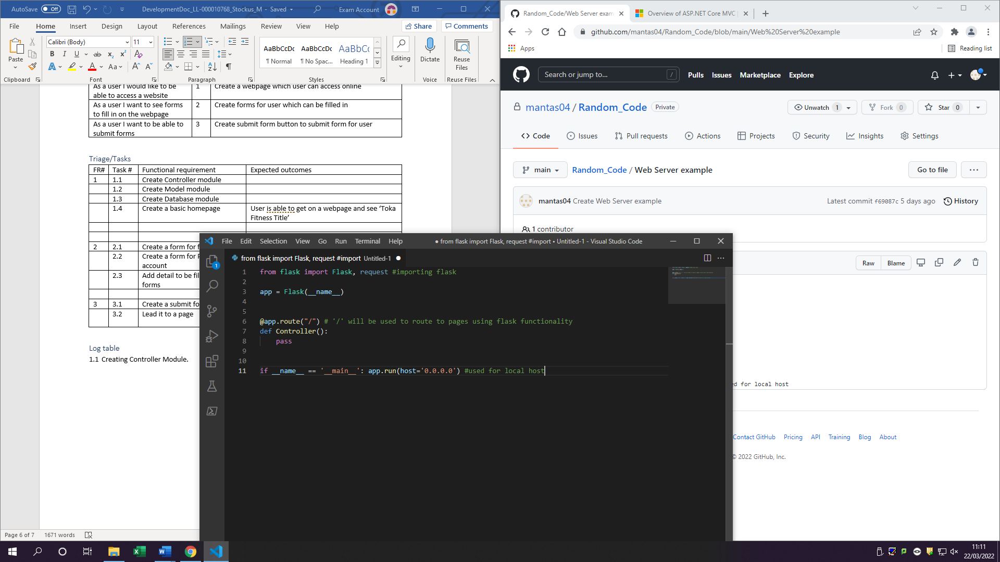 AutoSave Off DevelopmentDoc_LL-000010768_Stockus_M - Saved Exam Account
File Home Insert Design Layout References Mailings Review View Help Share Comments
Paste Calibri (Body) 11
B I U ab x₂ x² Aa A A
AaBbCcDc AaBbCcDc AaBbCc
¶ Normal ¶ No Spac... Heading 1
Editing Dictate Reuse Files
Clipboard Font Paragraph Styles Voice Reuse Files
As a user I would like to be able to access a website 1 Create a webpage which user can access online
As a user I want to see forms to fill in on the webpage 2 Create forms for user which can be filled in
As a user I want to be able to submit forms 3 Create submit form button to submit form for user
Triage/Tasks
FR# Task # Functional requirement Expected outcomes
1 1.1 Create Controller module
1.2 Create Model module
1.3 Create Database module
1.4 Create a basic homepage User is able to get on a webpage and see ‘Toka Fitness Title’
2 2.1 Create a form for f
2.2 Create a form for account
2.3 Add detail to be fil forms
3 3.1 Create a submit fo
3.2 Lead it to a page
Log table
1.1 Creating Controller Module.
Page 6 of 7 1671 words
Random_Code/Web Server exam Overview of ASP.NET Core MVC
github.com/mantas04/Random_Code/blob/main/Web%20Server%20example
Apps Reading list
Search or jump to... / Pulls Issues Marketplace Explore
mantas04 / Random_Code Private Unwatch 1 Fork 0 Star 0
Code Issues Pull requests Actions Projects Security Insights Settings
main Random_Code / Web Server example Go to file ...
mantas04 Create Web Server example Latest commit f69087c 5 days ago History
1 contributor
Raw Blame
ed for local host
Contact GitHub Pricing API Training Blog About
© 2022 GitHub, Inc.
File Edit Selection View Go Run Terminal Help ● from flask import Flask, request #import • Untitled-1 - Visual Studio Code
1
from flask import Flask, request #import Untitled-1 ●
1 from flask import Flask, request #importing flask
2
3 app = Flask(__name__)
4
5
6 @app.route("/") # '/' will be used to route to pages using flask functionality
7 def Controller():
8 pass
9
10
11 if __name__ == '__main__': app.run(host='0.0.0.0') #used for local host
11:11
22/03/2022